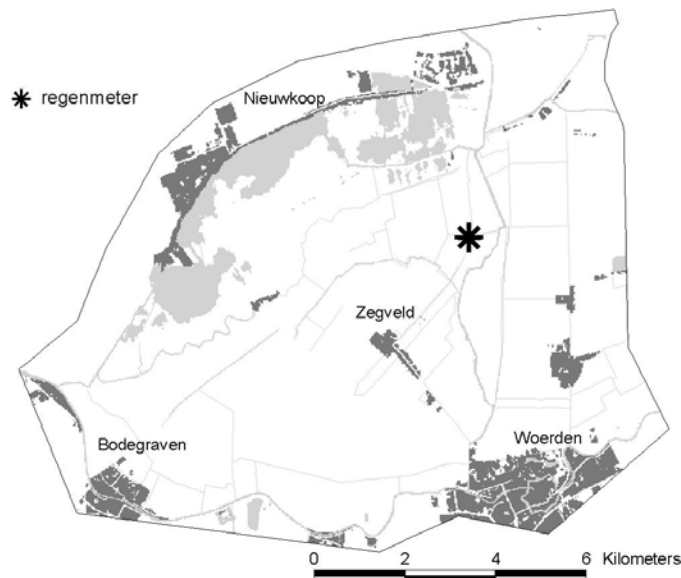 Nieuwkoop
regenmeter
Zegveld
Bodegraven
Woerden
0 2 4 6 Kilometers